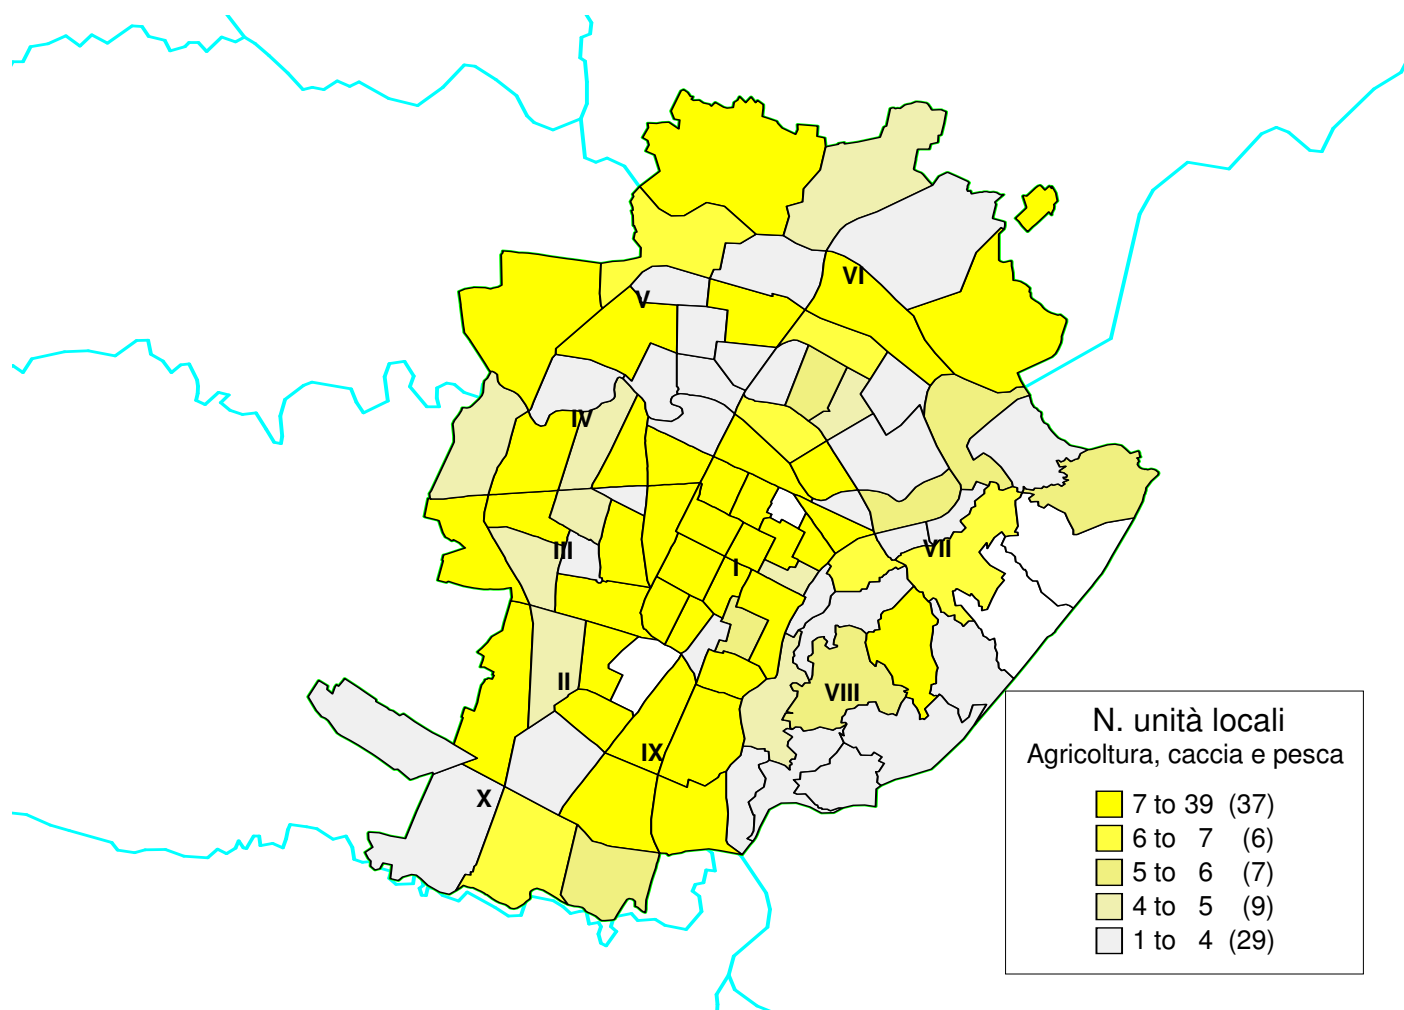 VI
V
IV
III
VII
I
II
VIII
IX
X
N. unità locali
Agricoltura, caccia e pesca
7 to 39 (37)
6 to 7 (6)
5 to 6 (7)
4 to 5 (9)
1 to 4 (29)